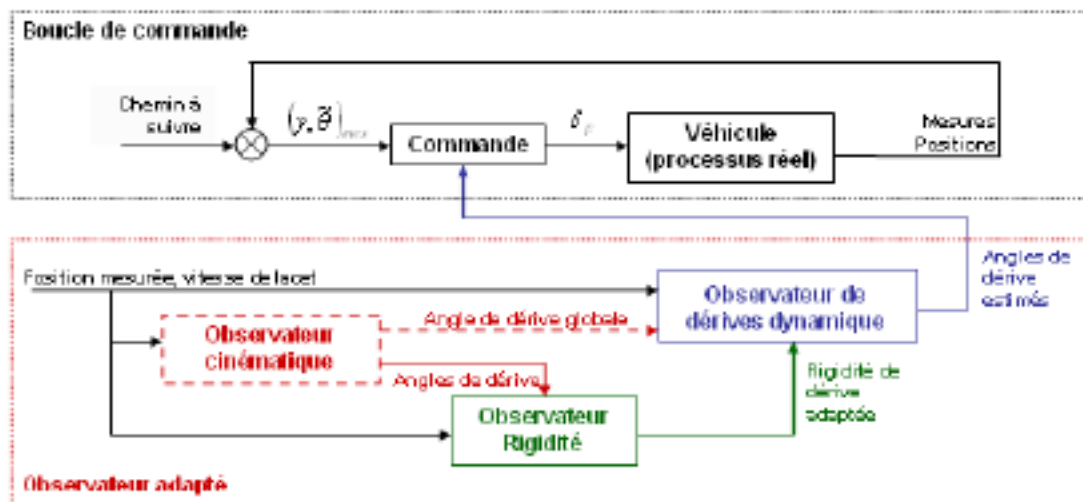 Boucle de commande
Chemin à
suivre
Commande
Véhicule
(processus réel)
Mesures
Positions
Position mesurée, vitesse de lacet
Observateur
cinématique
Angle de dérive globale
Angles de dérive
Observateur
Rigidité
Observateur de
dérives dynamique
Angles de
dérive
estimés
Rigidité de
dérive
adaptée
Observateur adapté